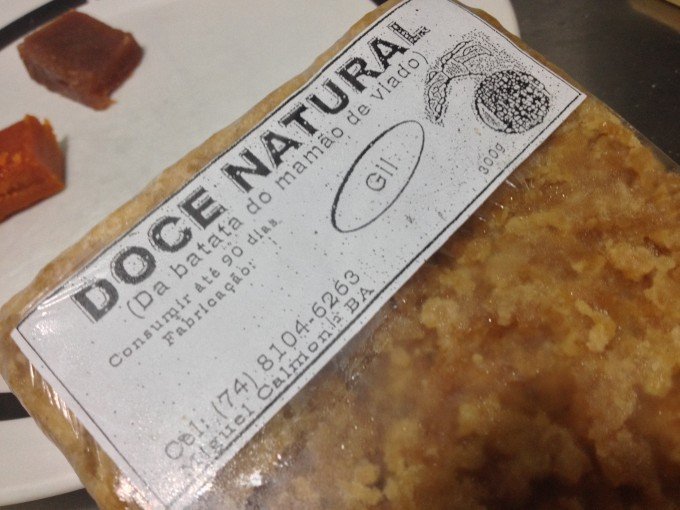 DOCE NATURAL
(Da batata do mamão de viado)
Consumir até 90 dias.
Fabricação:
Gil
300g
Cel: (74) 8104-6263
Miguel Calmon - BA